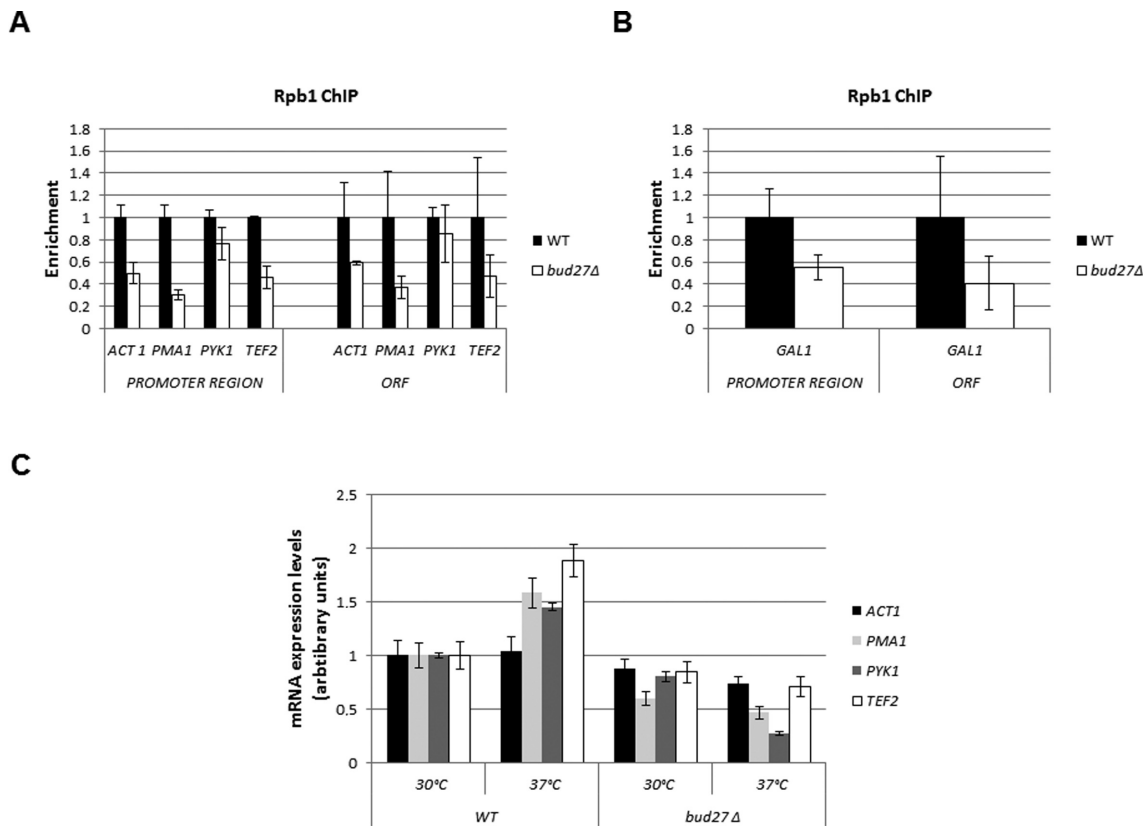 A
Rpb1 ChIP
Enrichment
1.8
1.6
1.4
1.2
1
0.8
0.6
0.4
0.2
0
ACT 1 PMA1 PYK1 TEF2 ACT1 PMA1 PYK1 TEF2
PROMOTER REGION ORF
WT
bud27Δ
B
Rpb1 ChIP
Enrichment
1.8
1.6
1.4
1.2
1
0.8
0.6
0.4
0.2
0
GAL1 GAL1
PROMOTER REGION ORF
WT
bud27Δ
C
mRNA expression levels
(arbtibrary units)
2.5
2
1.5
1
0.5
0
30ºC 37ºC 30ºC 37ºC
WT bud27Δ
ACT1
PMA1
PYK1
TEF2